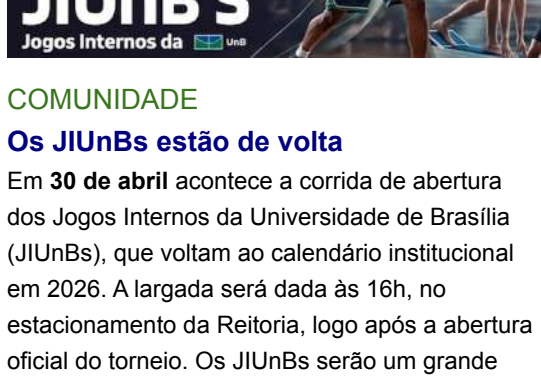 JIUnB'S
Jogos Internos da UnB
COMUNIDADE
Os JIUnBs estão de volta
Em 30 de abril acontece a corrida de abertura
dos Jogos Internos da Universidade de Brasília
(JIUnBs), que voltam ao calendário institucional
em 2026. A largada será dada às 16h, no
estacionamento da Reitoria, logo após a abertura
oficial do torneio. Os JIUnBs serão um grande